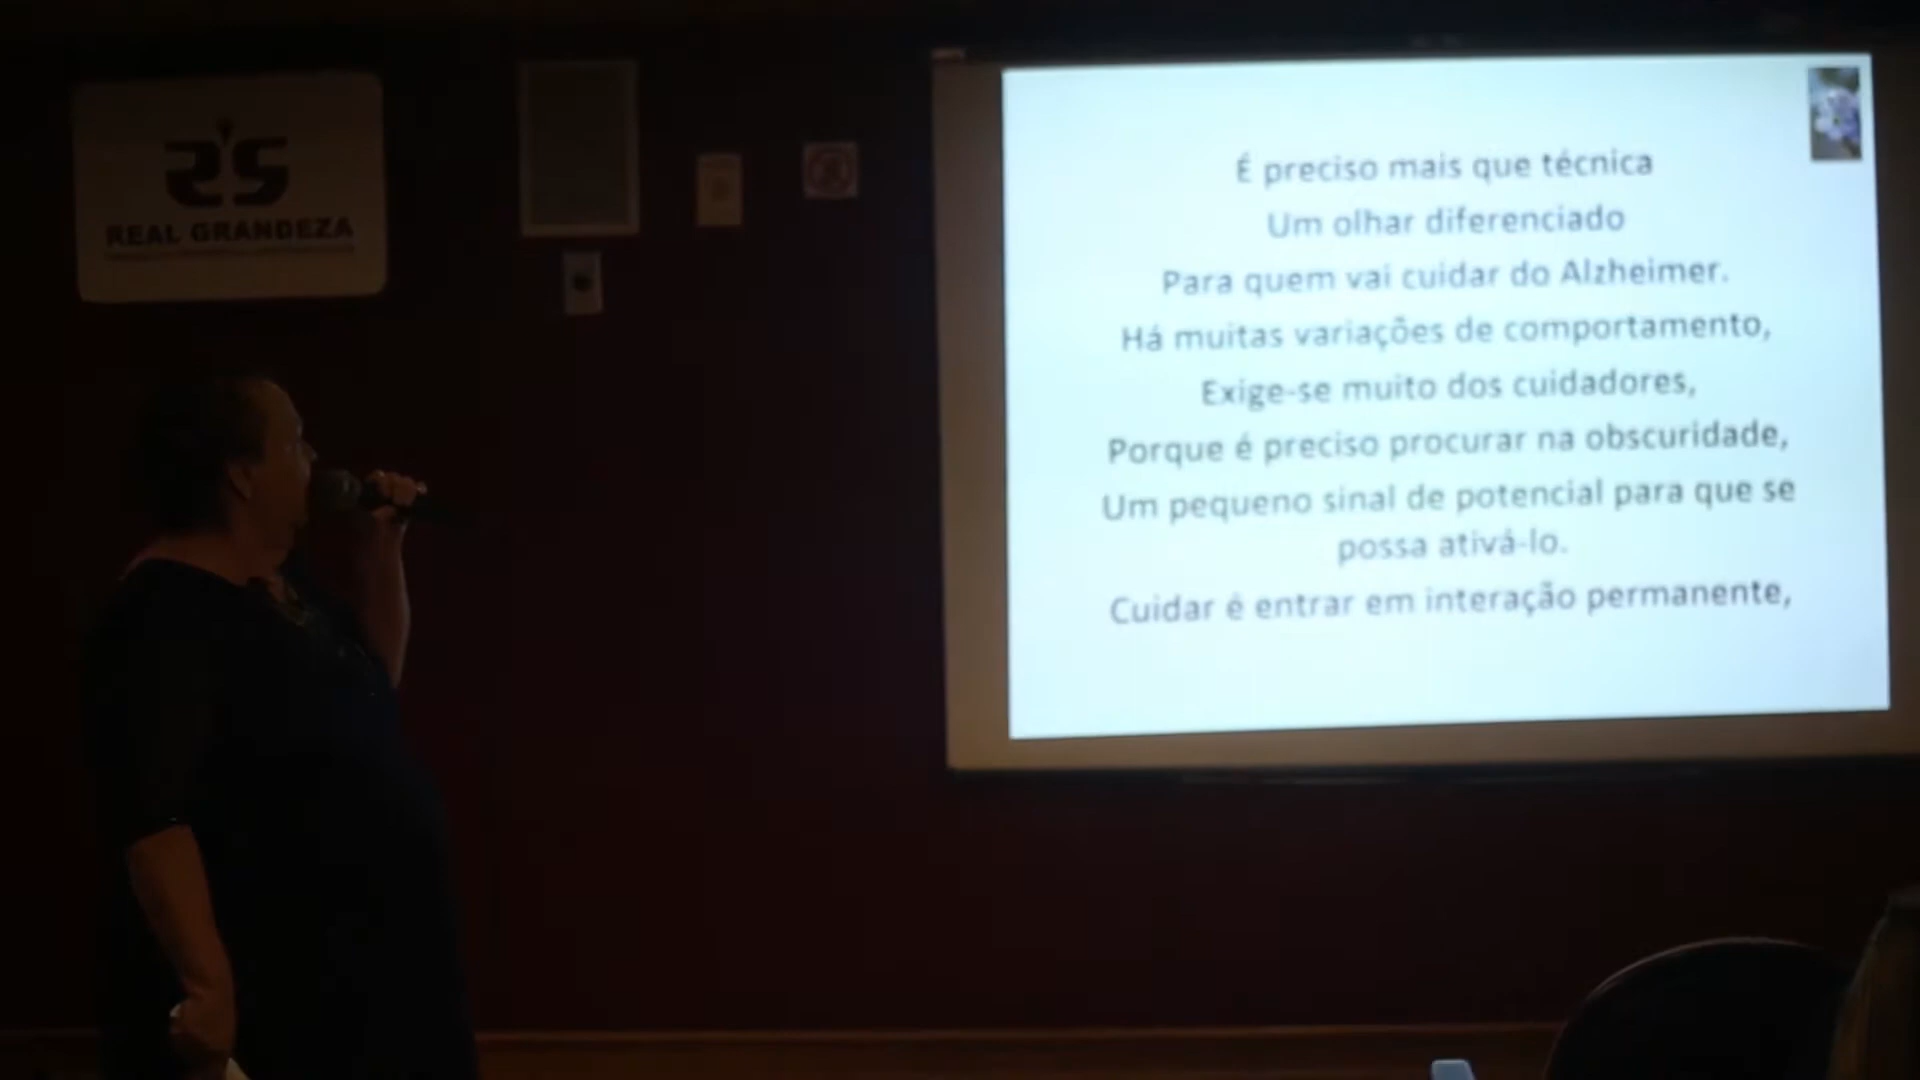 REAL GRANDEZA
É preciso mais que técnica
Um olhar diferenciado
Para quem vai cuidar do Alzheimer.
Há muitas variações de comportamento,
Exige-se muito dos cuidadores,
Porque é preciso procurar na obscuridade,
Um pequeno sinal de potencial para que se
possa ativá-lo.
Cuidar é entrar em interação permanente,